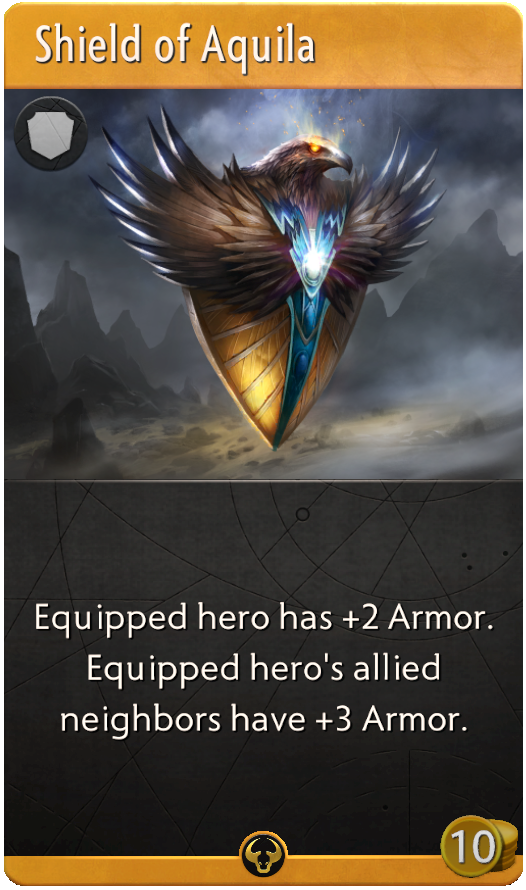 Shield of Aquila
Equipped hero has +2 Armor.
Equipped hero's allied
neighbors have +3 Armor.
10